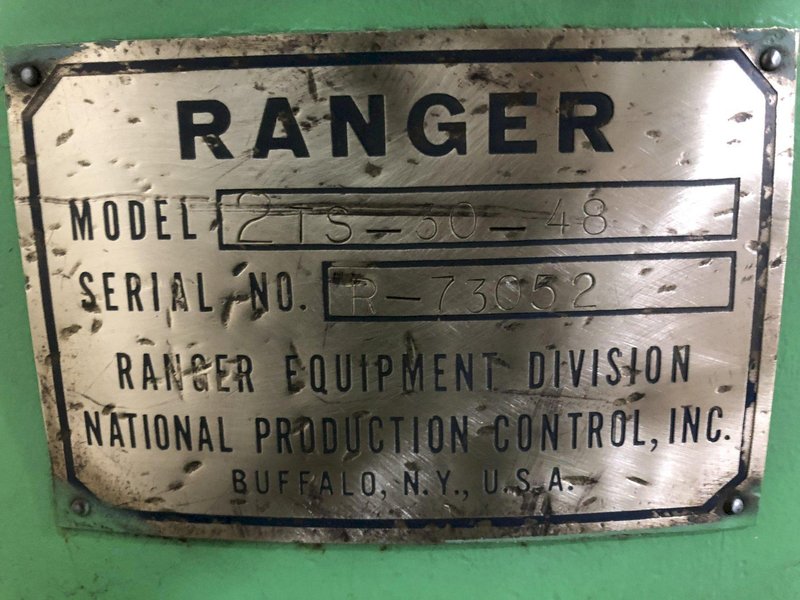 RANGER
MODEL 2TS-30-48
SERIAL NO. R-73052
RANGER EQUIPMENT DIVISION
NATIONAL PRODUCTION CONTROL, INC.
BUFFALO, N.Y., U.S.A.